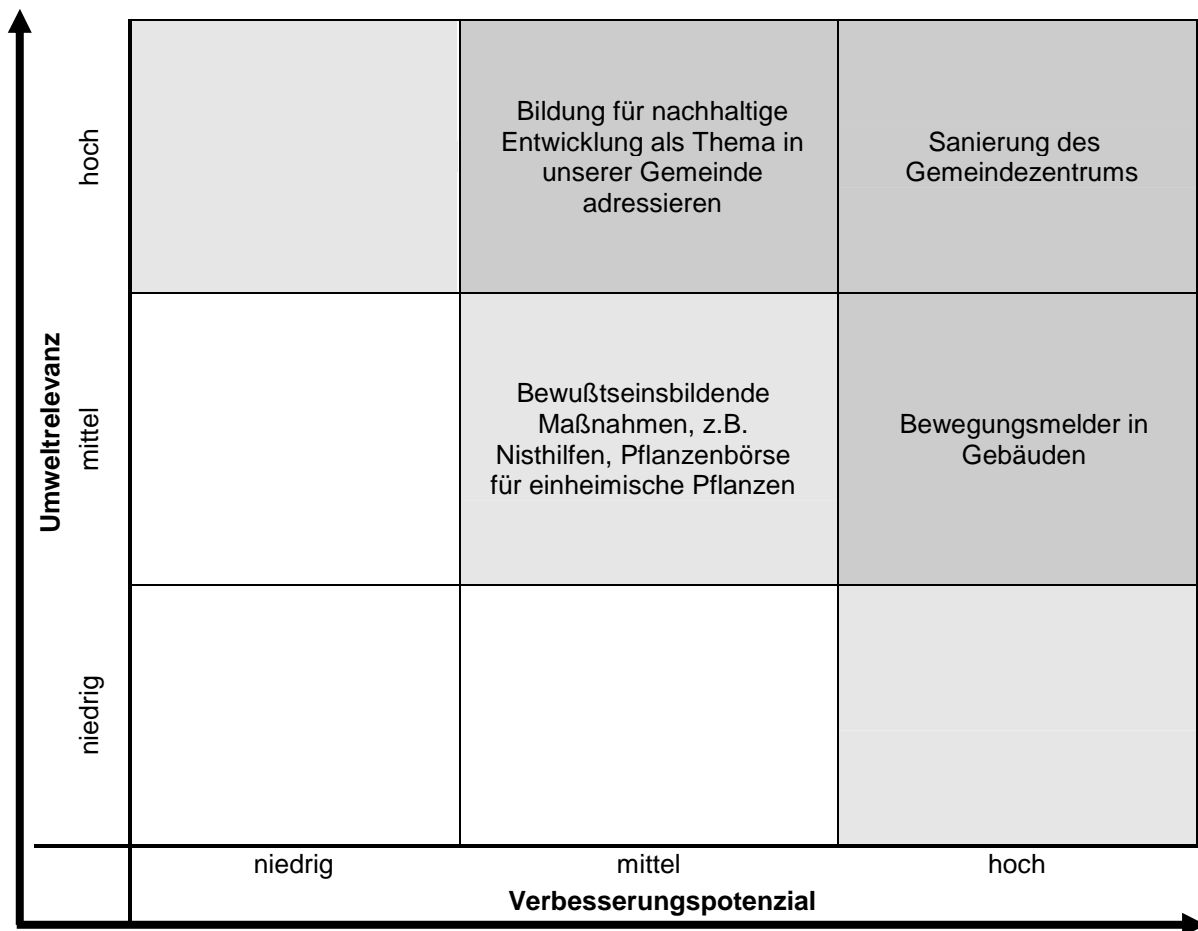 Umweltrelevanz
hoch
Bildung für nachhaltige
Entwicklung als Thema in
unserer Gemeinde
adressieren
Sanierung des
Gemeindezentrums
mittel
Bewußtseinsbildende
Maßnahmen, z.B.
Nisthilfen, Pflanzenbörse
für einheimische Pflanzen
Bewegungsmelder in
Gebäuden
niedrig
niedrig
mittel
hoch
Verbesserungspotenzial